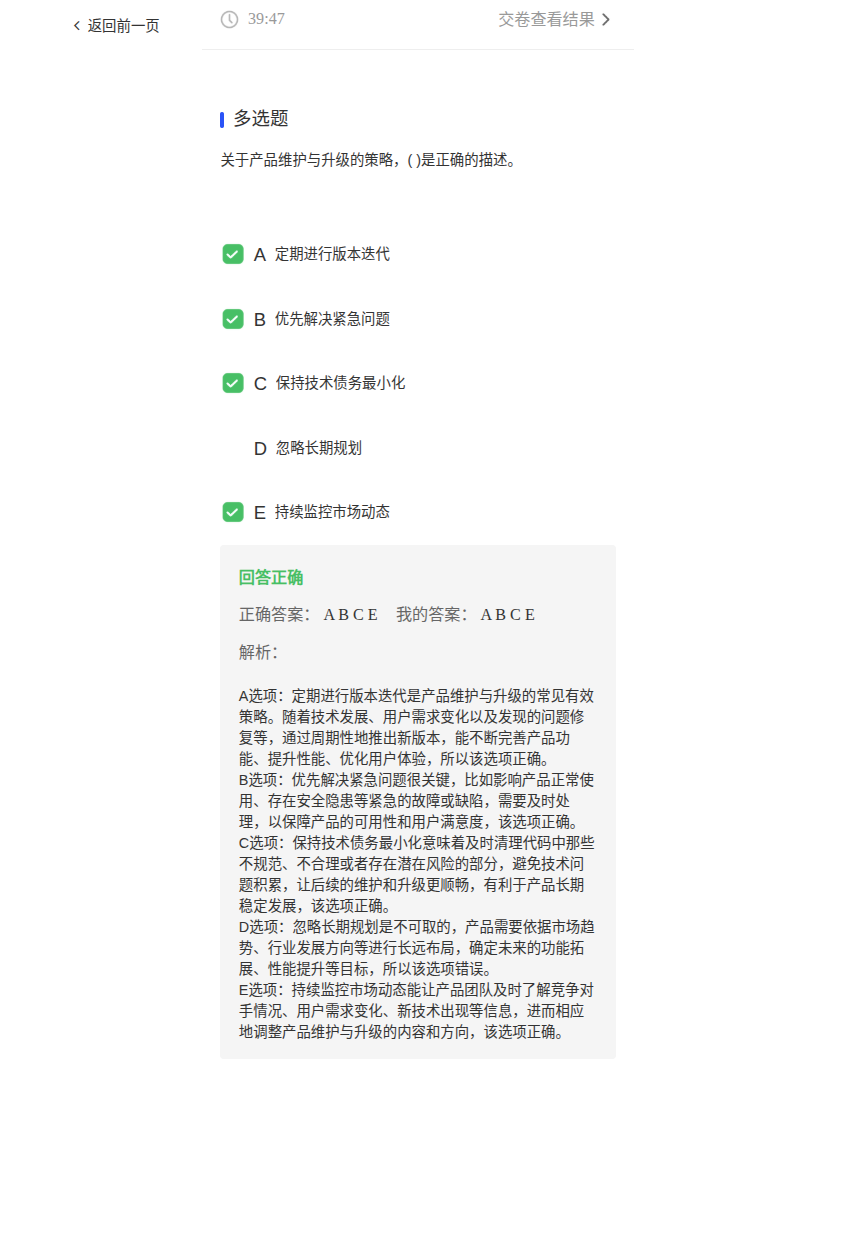 返回前一页
39:47
交卷查看结果
多选题
关于产品维护与升级的策略，( )是正确的描述。
A 定期进行版本迭代
B 优先解决紧急问题
C 保持技术债务最小化
D 忽略长期规划
E 持续监控市场动态
回答正确
正确答案： A B C E 我的答案： A B C E
解析：
A选项：定期进行版本迭代是产品维护与升级的常见有效
策略。随着技术发展、用户需求变化以及发现的问题修
复等，通过周期性地推出新版本，能不断完善产品功
能、提升性能、优化用户体验，所以该选项正确。
B选项：优先解决紧急问题很关键，比如影响产品正常使
用、存在安全隐患等紧急的故障或缺陷，需要及时处
理，以保障产品的可用性和用户满意度，该选项正确。
C选项：保持技术债务最小化意味着及时清理代码中那些
不规范、不合理或者存在潜在风险的部分，避免技术问
题积累，让后续的维护和升级更顺畅，有利于产品长期
稳定发展，该选项正确。
D选项：忽略长期规划是不可取的，产品需要依据市场趋
势、行业发展方向等进行长远布局，确定未来的功能拓
展、性能提升等目标，所以该选项错误。
E选项：持续监控市场动态能让产品团队及时了解竞争对
手情况、用户需求变化、新技术出现等信息，进而相应
地调整产品维护与升级的内容和方向，该选项正确。